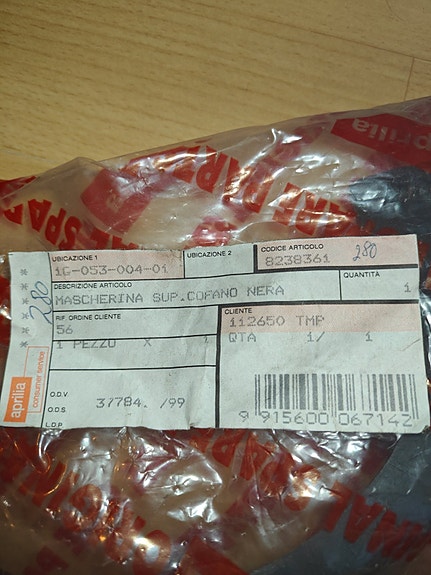 aprilia
UBICAZIONE 1
1G-053-004-01
UBICAZIONE 2
CODICE ARTICOLO
8238361
280
DESCRIZIONE ARTICOLO
MASCHERINA SUP.COFANO NERA
QUANTITA
1
RIF. ORDINE CLIENTE
56
CLIENTE
112650 TMP
1 PEZZO X 1
QTA 1/ 1
O.D.V.
O.D.S.
37784. /99
L.D.P.
9 915600 067142
280
aprilia
consumer service